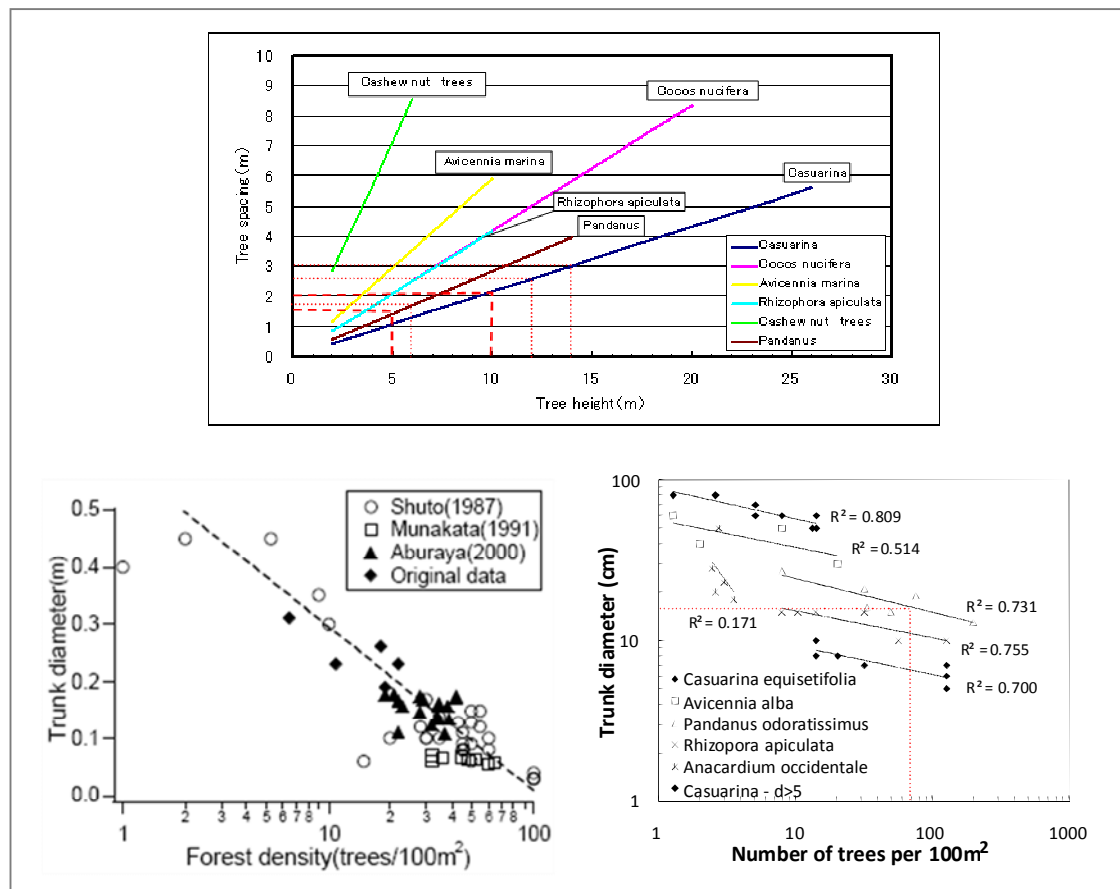 10
9
8
7
6
5
4
3
2
1
0
Tree spacing(m)
Cashew nut trees
Cocos nucifera
Avicennia marina
Casuarina
Rhizophora apiculata
Pandanus
Casuarina
Cocos nucifera
Avicennia marina
Rhizophora apiculata
Cashew nut trees
Pandanus
0 5 10 15 20 25 30
Tree height(m)
0.5
0.4
0.3
0.2
0.1
0.0
Trunk diameter(m)
Shuto(1987)
Munakata(1991)
Aburaya(2000)
Original data
1 2 3 4 5 6 7 8 10 2 3 4 5 6 7 8 100
Forest density(trees/100m²)
100
10
1
Trunk diameter (cm)
R² = 0.809
R² = 0.514
R² = 0.731
R² = 0.171
R² = 0.755
R² = 0.700
Casuarina equisetifolia
Avicennia alba
Pandanus odoratissimus
Rhizopora apiculata
Anacardium occidentale
Casuarina - d>5
1 10 100 1000
Number of trees per 100m²